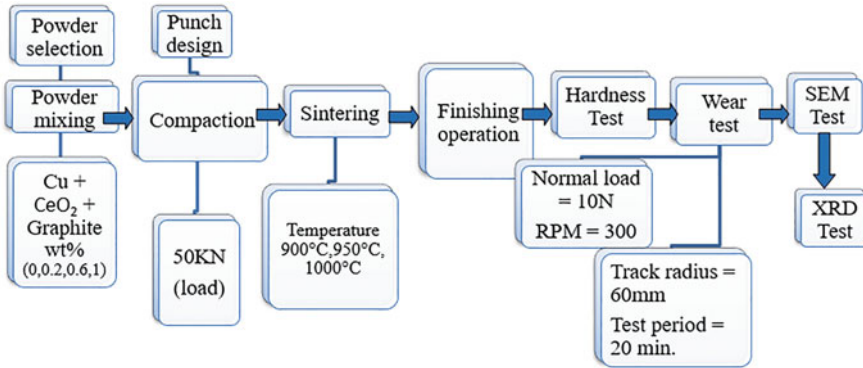 Powder
selection
Powder
mixing
Cu +
CeO₂ +
Graphite
wt%
(0,0.2,0.6,1)
Punch
design
Compaction
50KN
(load)
Sintering
Temperature
900°C,950°C,
1000°C
Finishing
operation
Hardness
Test
Wear
test
Normal load
= 10N
RPM = 300
Track radius =
60mm
Test period =
20 min.
SEM
Test
XRD
Test